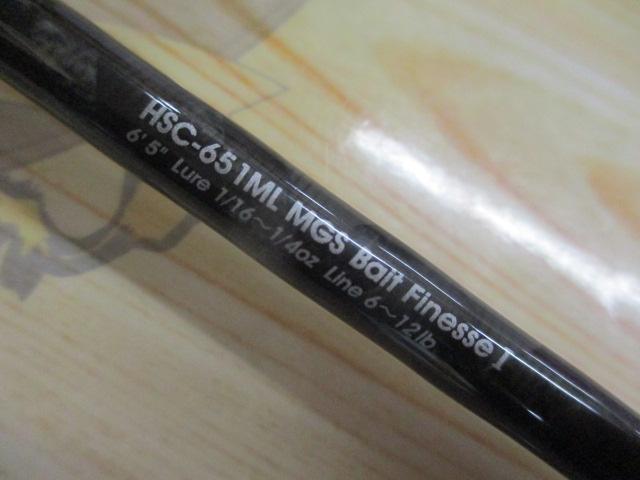 HSC-651ML MGS Bait Finesse I
6' 5" Lure 1/16～1/4oz Line 6～12lb